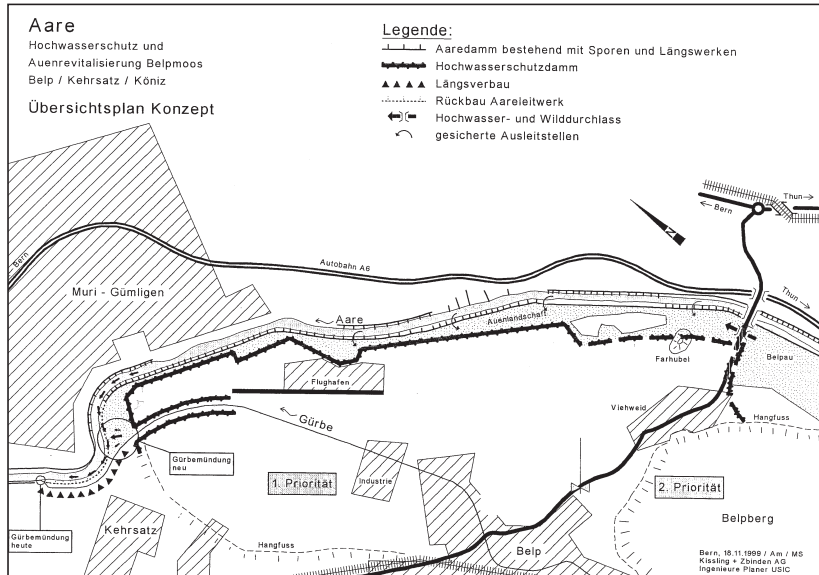 Aare
Hochwasserschutz und
Auenrevitalisierung Belpmoos
Belp / Kehrsatz / Köniz
Übersichtsplan Konzept
Legende:
Aaredamm bestehend mit Sporen und Längswerken
Hochwasserschutzdamm
Längsverbau
Rückbau Aareleitwerk
Hochwasser- und Wilddurchlass
gesicherte Ausleitstellen
Thun
Bern
N
Bern
Autobahn A6
Muri - Gümligen
Thun
Aare
Auenlandschaft
Farhubel
Belpau
Flughafen
Viehweid
Hangfuss
Gürbe
Gürbemündung
neu
1. Priorität
Industrie
2. Priorität
Kehrsatz
Belpberg
Gürbemündung
heute
Hangfuss
Belp
Bern, 18.11.1999 / Am / MS
Kissling + Zbinden AG
Ingenieure Planer USIC